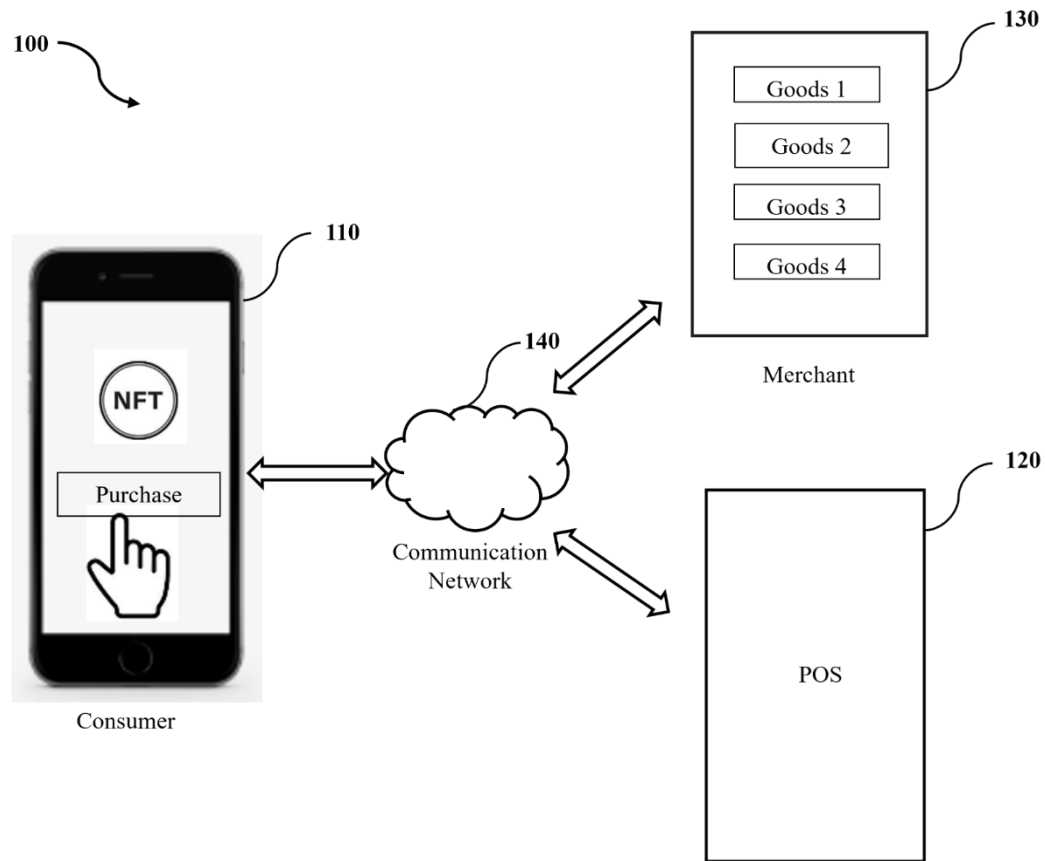 100
130
Goods 1
Goods 2
Goods 3
Goods 4
Merchant
110
NFT
Purchase
Consumer
140
Communication
Network
120
POS